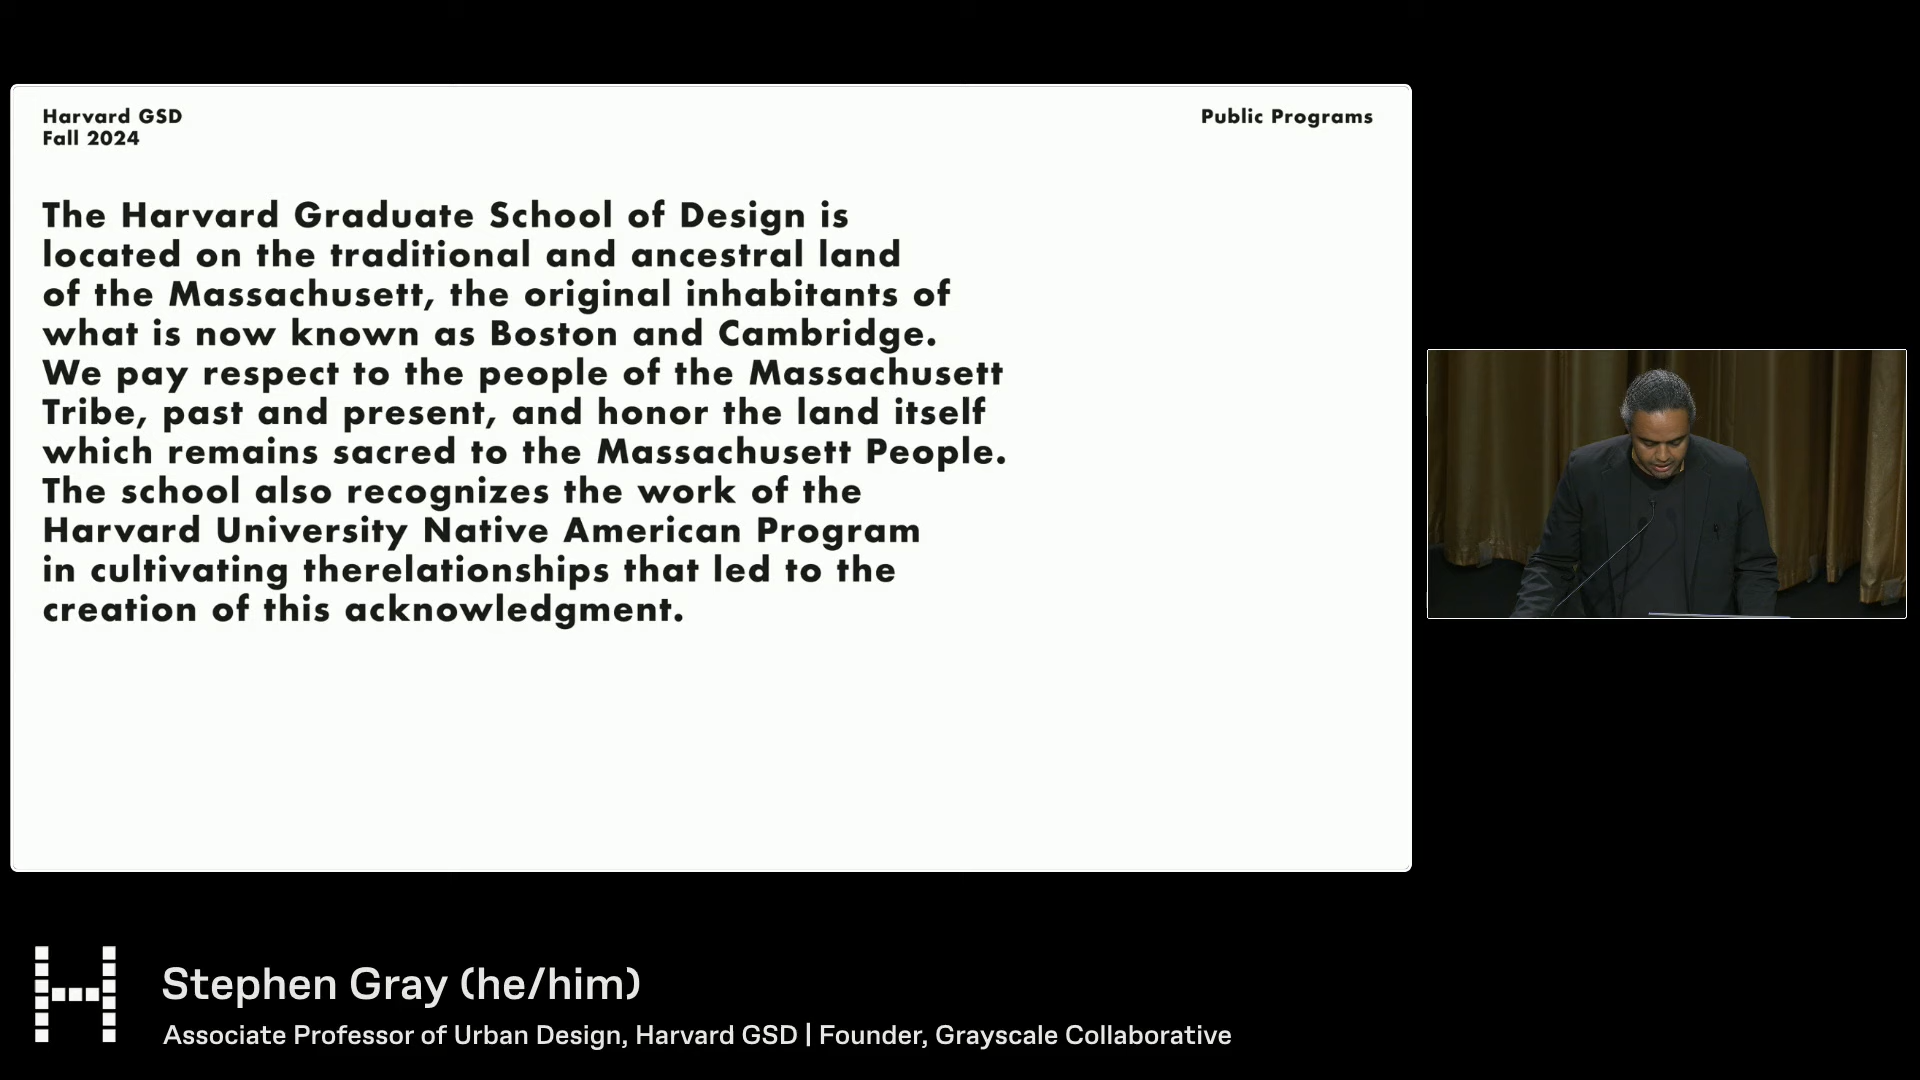 Harvard GSD
Fall 2024
Public Programs
The Harvard Graduate School of Design is
located on the traditional and ancestral land
of the Massachusett, the original inhabitants of
what is now known as Boston and Cambridge.
We pay respect to the people of the Massachusett
Tribe, past and present, and honor the land itself
which remains sacred to the Massachusett People.
The school also recognizes the work of the
Harvard University Native American Program
in cultivating therelationships that led to the
creation of this acknowledgment.
Stephen Gray (he/him)
Associate Professor of Urban Design, Harvard GSD | Founder, Grayscale Collaborative